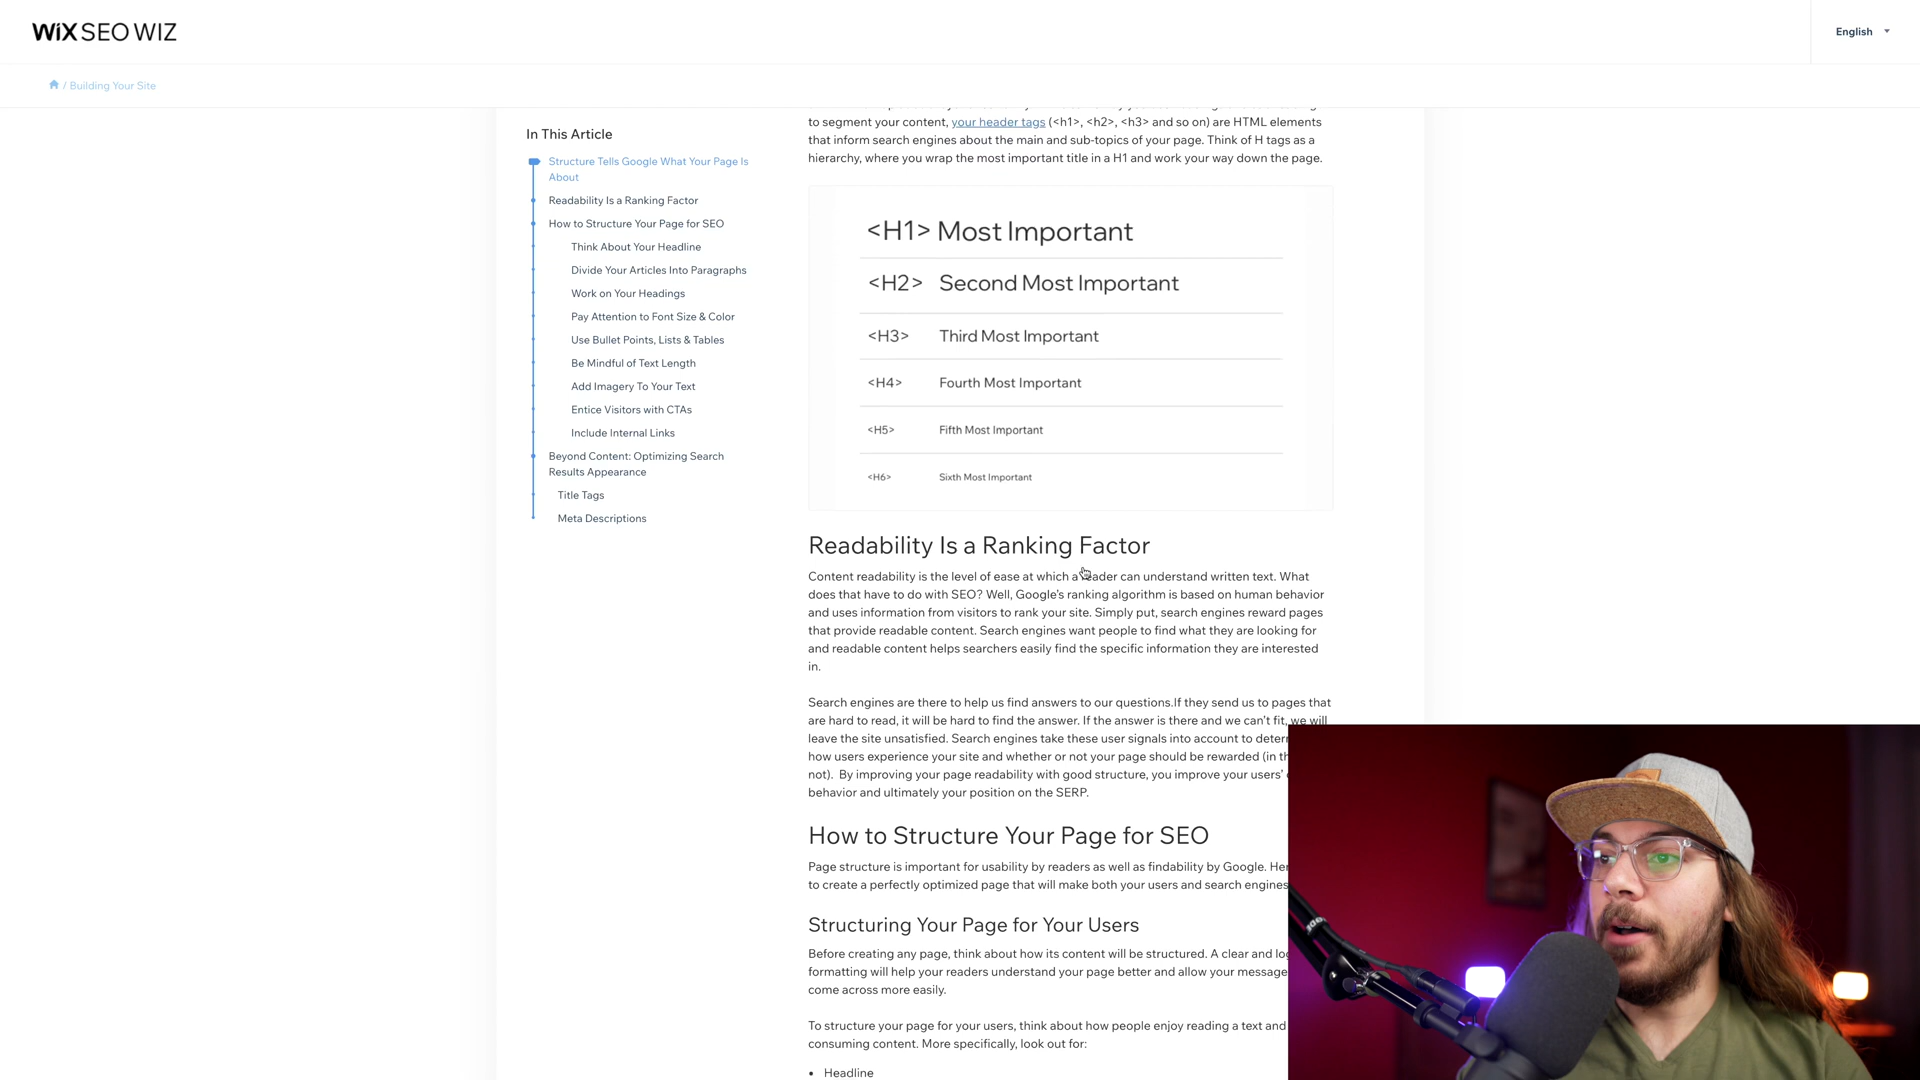 WiX SEO WIZ
English
/ Building Your Site
In This Article
Structure Tells Google What Your Page Is
About
Readability Is a Ranking Factor
How to Structure Your Page for SEO
Think About Your Headline
Divide Your Articles Into Paragraphs
Work on Your Headings
Pay Attention to Font Size & Color
Use Bullet Points, Lists & Tables
Be Mindful of Text Length
Add Imagery To Your Text
Entice Visitors with CTAs
Include Internal Links
Beyond Content: Optimizing Search
Results Appearance
Title Tags
Meta Descriptions
to segment your content, your header tags (<h1>, <h2>, <h3> and so on) are HTML elements
that inform search engines about the main and sub-topics of your page. Think of H tags as a
hierarchy, where you wrap the most important title in a H1 and work your way down the page.
<H1> Most Important
<H2> Second Most Important
<H3> Third Most Important
<H4> Fourth Most Important
<H5> Fifth Most Important
<H6> Sixth Most Important
Readability Is a Ranking Factor
Content readability is the level of ease at which a reader can understand written text. What
does that have to do with SEO? Well, Google's ranking algorithm is based on human behavior
and uses information from visitors to rank your site. Simply put, search engines reward pages
that provide readable content. Search engines want people to find what they are looking for
and readable content helps searchers easily find the specific information they are interested
in.
Search engines are there to help us find answers to our questions.If they send us to pages that
are hard to read, it will be hard to find the answer. If the answer is there and we can't fit, we will
leave the site unsatisfied. Search engines take these user signals into account to
how users experience your site and whether or not your page should be rewarded (in
not). By improving your page readability with good structure, you improve your users'
behavior and ultimately your position on the SERP.
How to Structure Your Page for SEO
Page structure is important for usability by readers as well as findability by Google.
to create a perfectly optimized page that will make both your users and search engines
Structuring Your Page for Your Users
Before creating any page, think about how its content will be structured. A clear and
formatting will help your readers understand your page better and allow your message
come across more easily.
To structure your page for your users, think about how people enjoy reading a text and
consuming content. More specifically, look out for:
• Headline